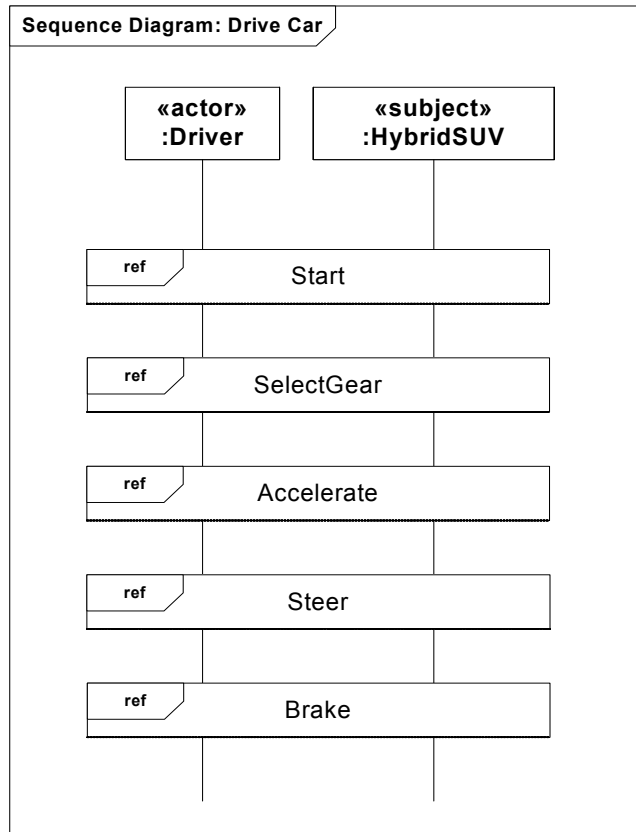 Sequence Diagram: Drive Car
«actor»
:Driver
«subject»
:HybridSUV
ref
Start
ref
SelectGear
ref
Accelerate
ref
Steer
ref
Brake